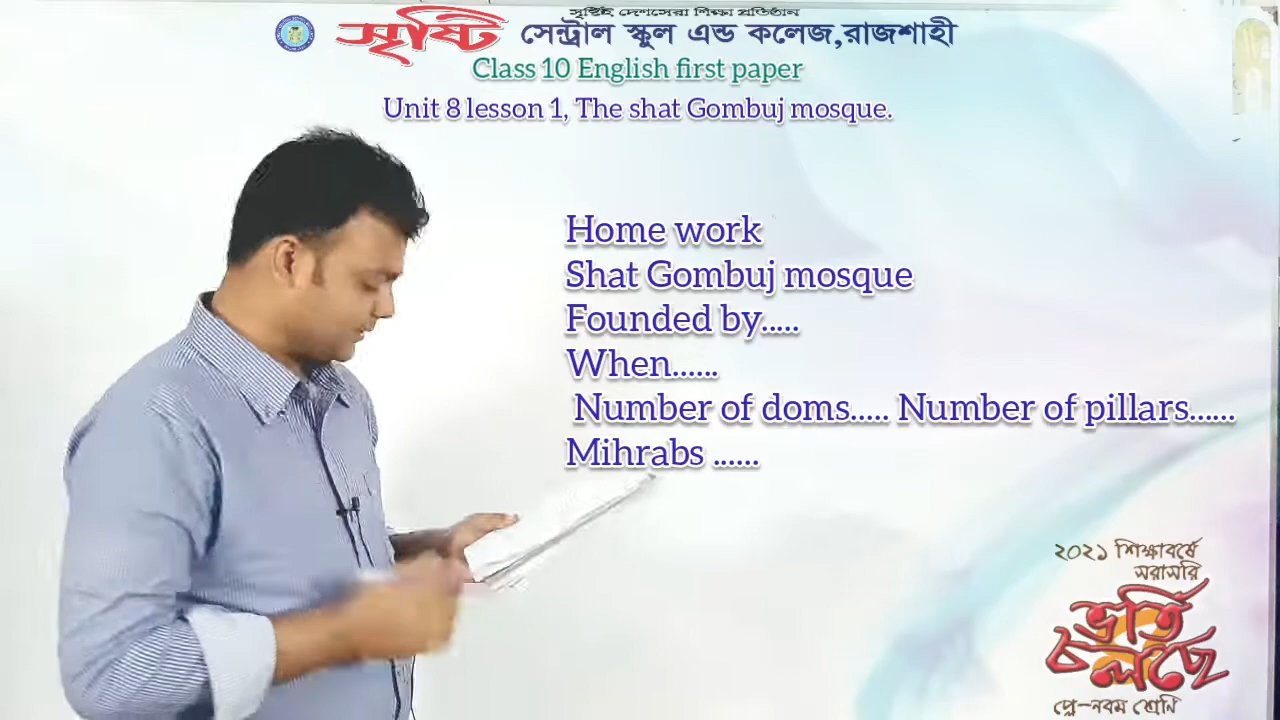 সৃষ্টিই দেশসেরা শিক্ষা প্রতিষ্ঠান
সৃষ্টি সেন্ট্রাল স্কুল এন্ড কলেজ,রাজশাহী
Class 10 English first paper
Unit 8 lesson 1, The shat Gombuj mosque.
Home work
Shat Gombuj mosque
Founded by.....
When......
Number of doms..... Number of pillars......
Mihrabs ......
২০২১ শিক্ষাবর্ষে
সরাসরি
ভর্তি
চলছে
প্লে-নবম শ্রেণি